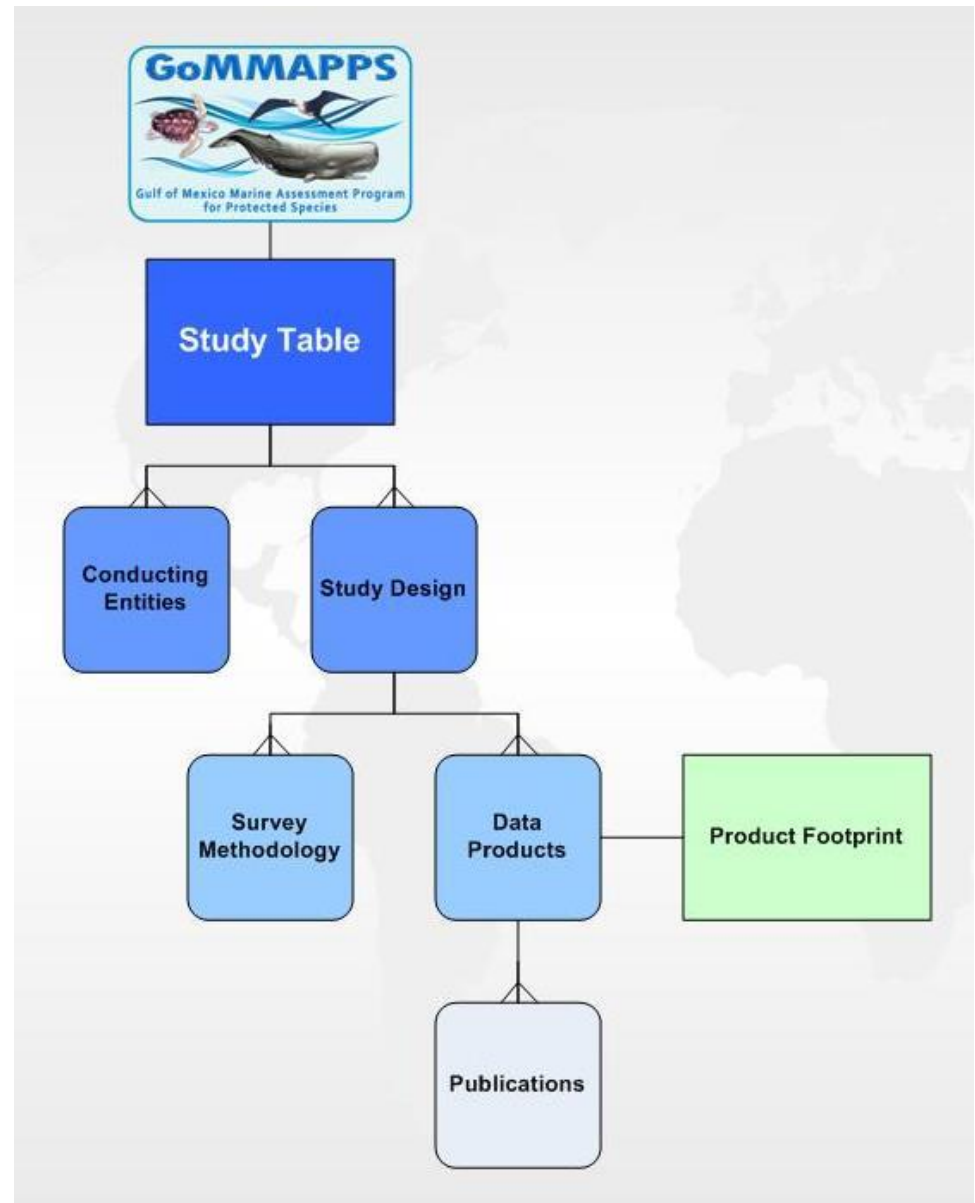 GoMMAPPS
Gulf of Mexico Marine Assessment Program
for Protected Species
Study Table
Conducting
Entities
Study Design
Survey
Methodology
Data
Products
Product Footprint
Publications